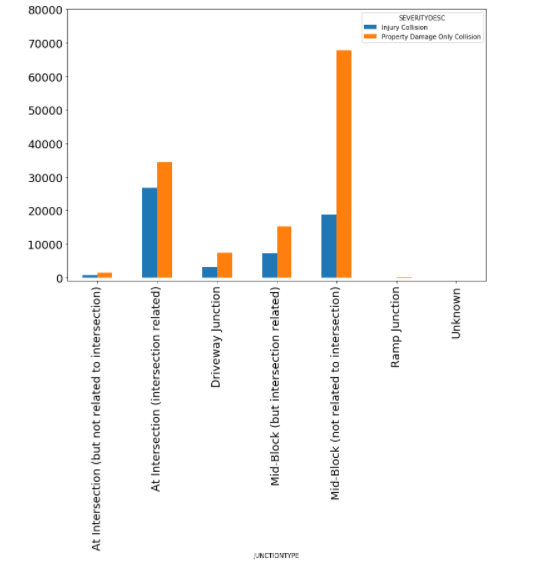 80000
70000
60000
50000
40000
30000
20000
10000
0
SEVERITYDESC
Injury Collision
Property Damage Only Collision
At Intersection (but not related to intersection)
At Intersection (intersection related)
Driveway Junction
Mid-Block (but intersection related)
Mid-Block (not related to intersection)
Ramp Junction
Unknown
JUNCTIONTYPE